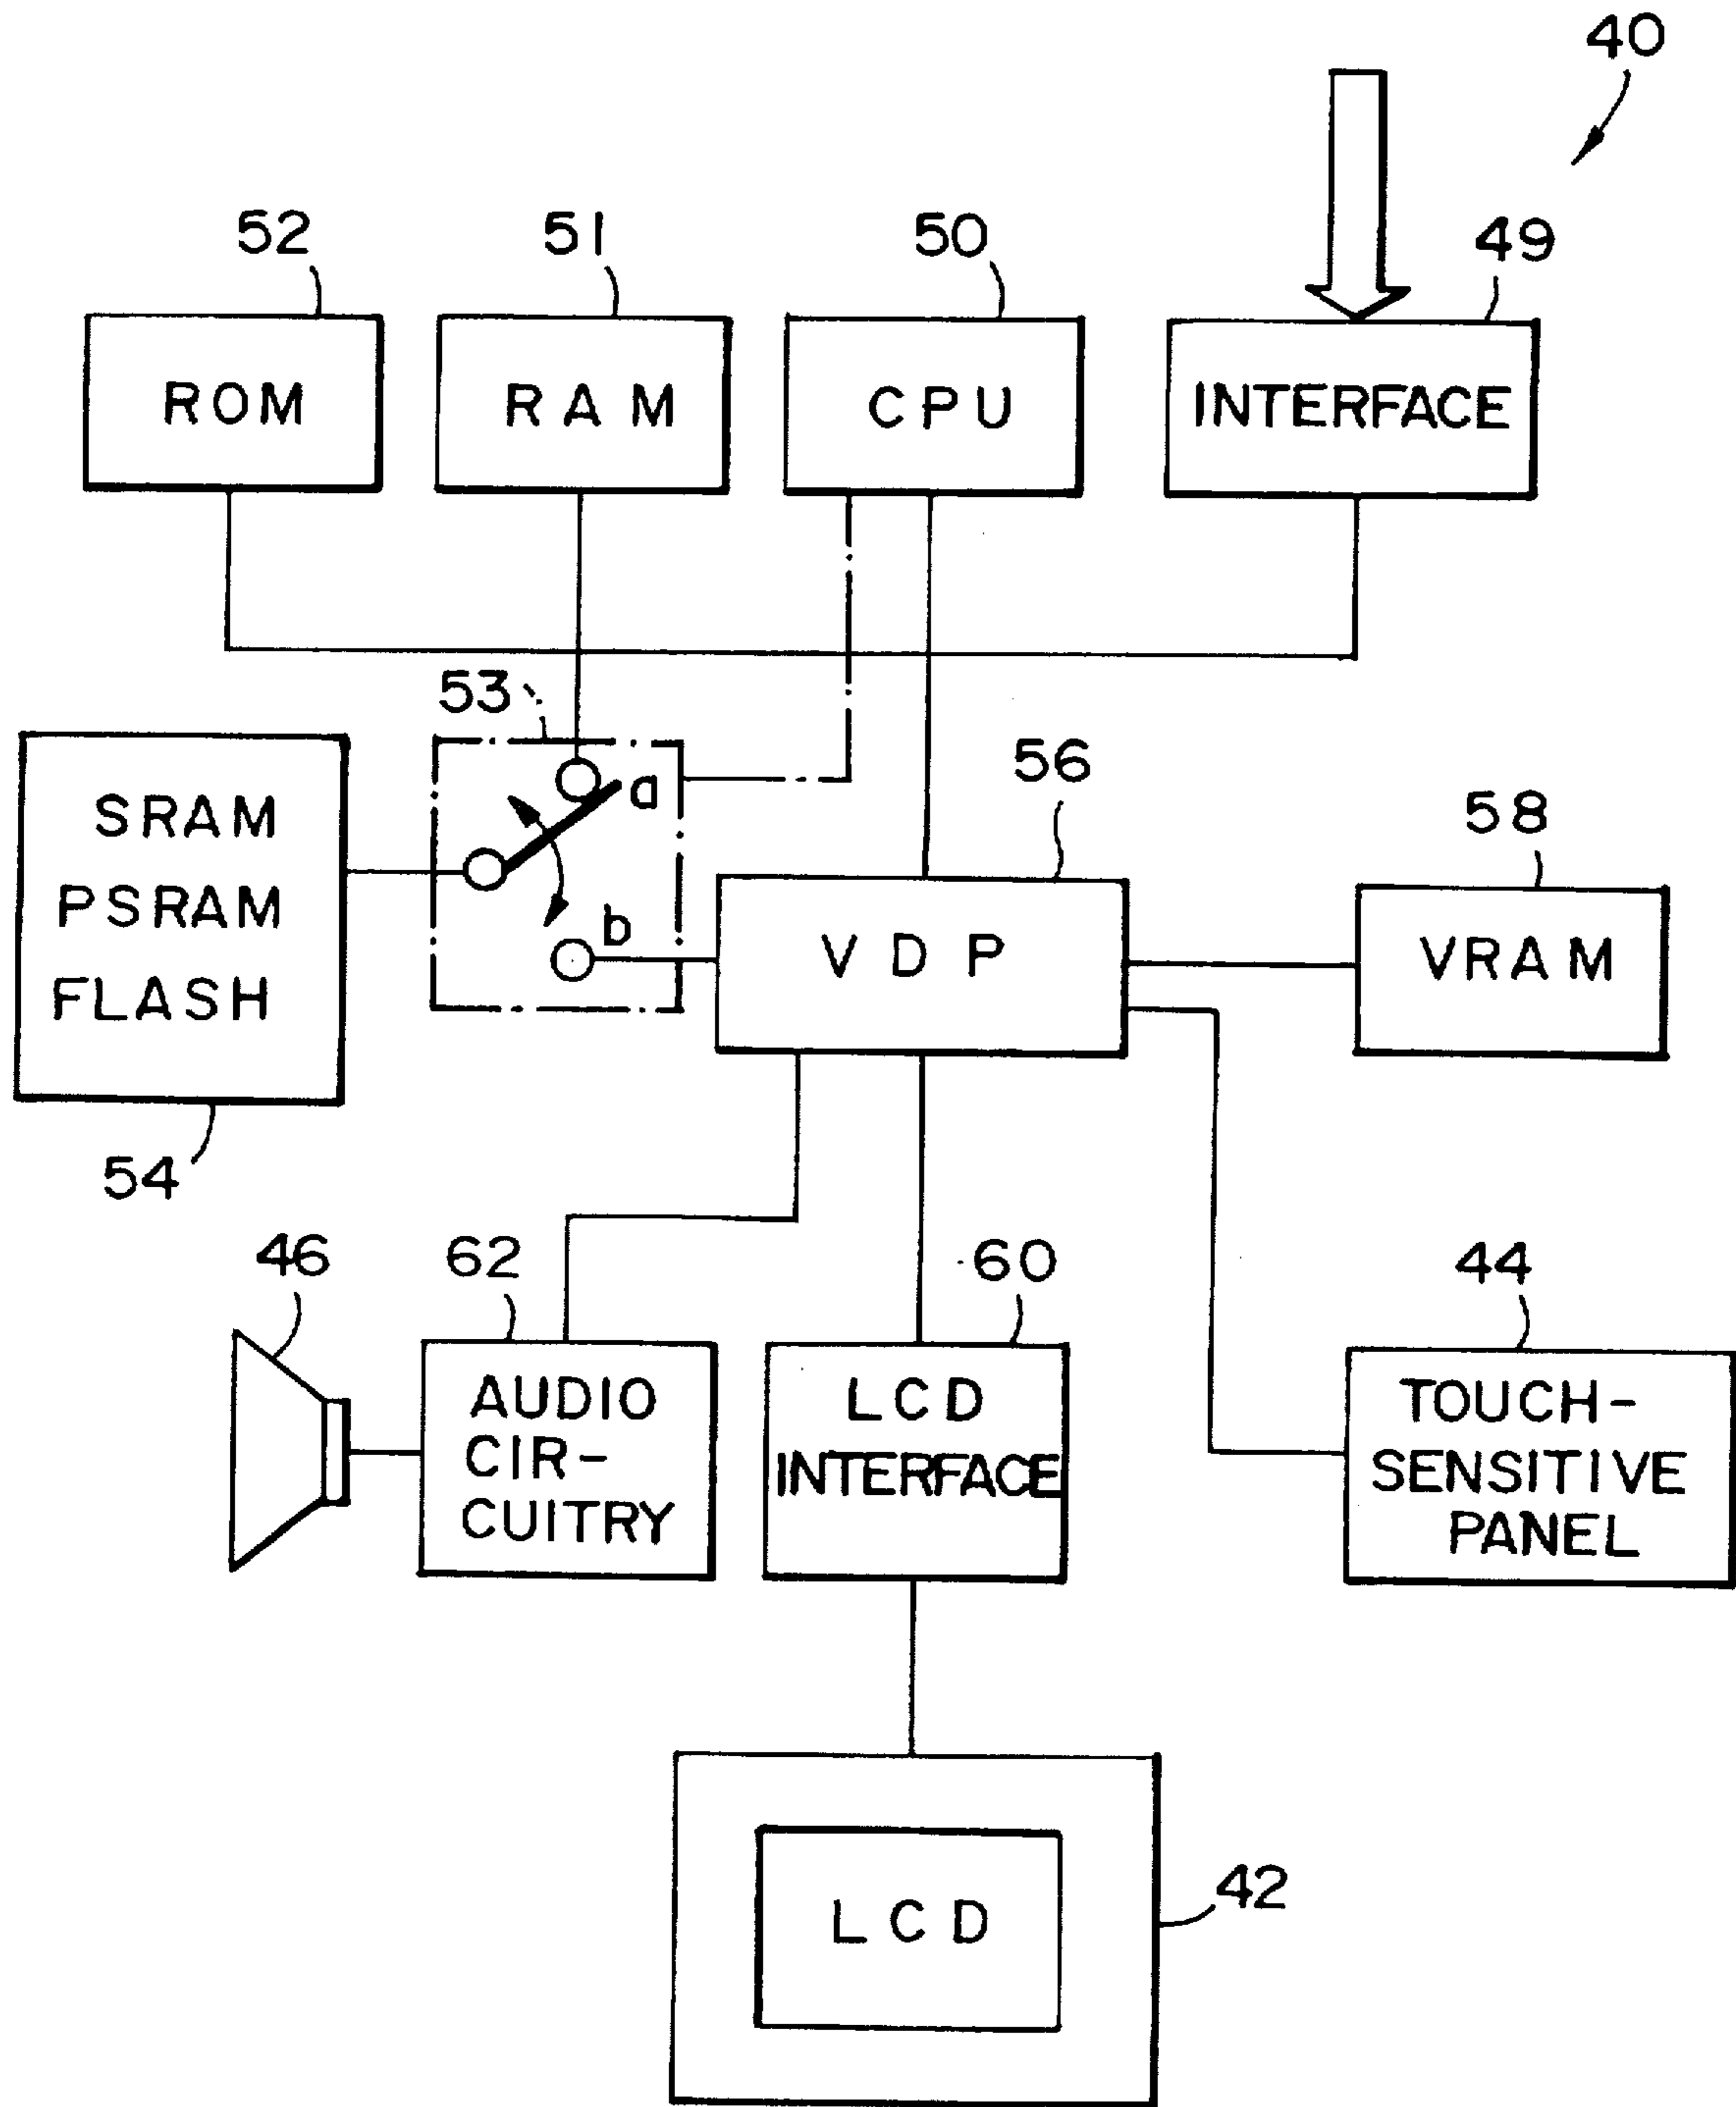 40
52
51
50
49
ROM
RAM
CPU
INTERFACE
53
56
58
SRAM
PSRAM
FLASH
a
b
VDP
VRAM
54
46
62
60
44
AUDIO
CIR-
CUITRY
LCD
INTERFACE
TOUCH-
SENSITIVE
PANEL
LCD
42